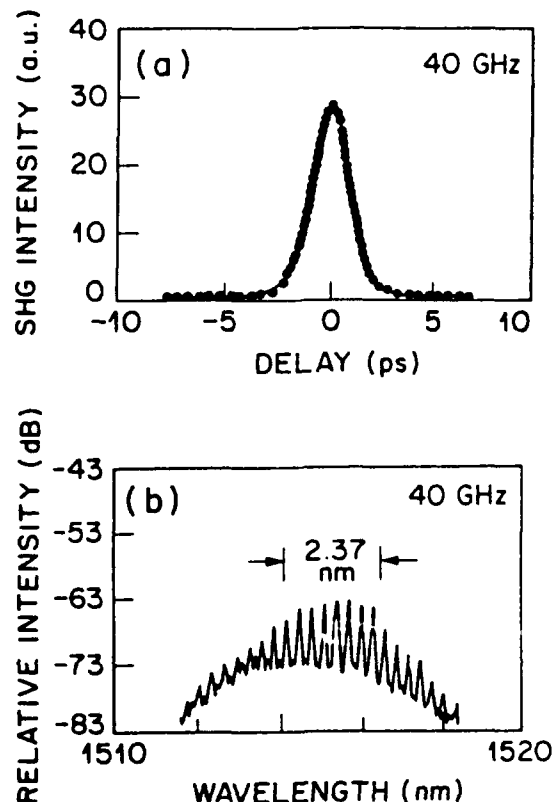 40
(a)
40 GHz
30
20
10
0
-10
-5
0
5
10
SHG INTENSITY (a.u.)
DELAY (ps)
-43
(b)
40 GHz
-53
2.37
nm
-63
-73
-83
1510
1520
RELATIVE INTENSITY (dB)
WAVELENGTH (nm)